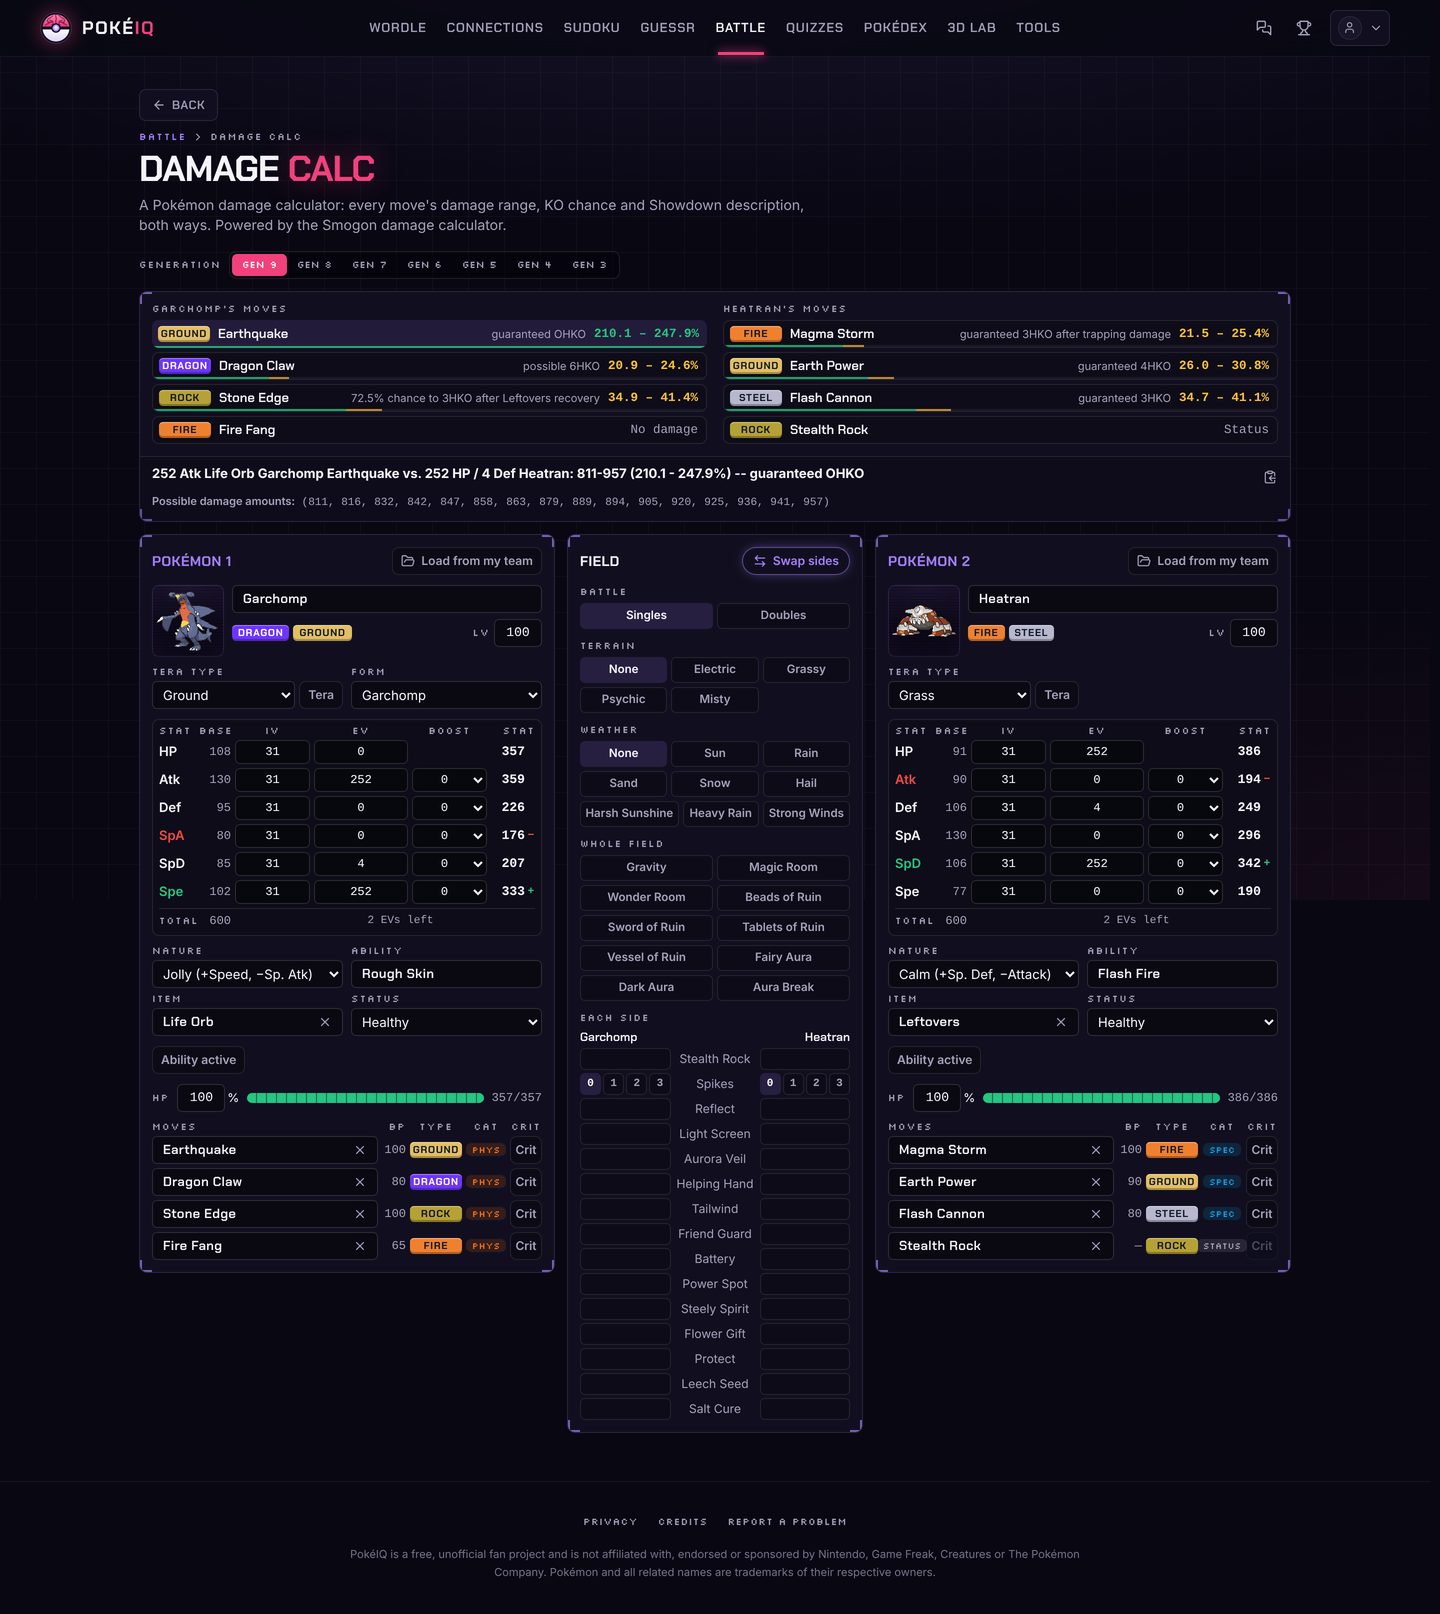 POKÉIQ
WORDLE CONNECTIONS SUDOKU GUESSR BATTLE QUIZZES POKÉDEX 3D LAB TOOLS
BACK
BATTLE > DAMAGE CALC
DAMAGE CALC
A Pokémon damage calculator: every move's damage range, KO chance and Showdown description,
both ways. Powered by the Smogon damage calculator.
GENERATION GEN 9 GEN 8 GEN 7 GEN 6 GEN 5 GEN 4 GEN 3
GARCHOMP'S MOVES
GROUND Earthquake guaranteed OHKO 210.1 – 247.9%
DRAGON Dragon Claw possible 6HKO 20.9 – 24.6%
ROCK Stone Edge 72.5% chance to 3HKO after Leftovers recovery 34.9 – 41.4%
FIRE Fire Fang No damage
HEATRAN'S MOVES
FIRE Magma Storm guaranteed 3HKO after trapping damage 21.5 – 25.4%
GROUND Earth Power guaranteed 4HKO 26.0 – 30.8%
STEEL Flash Cannon guaranteed 3HKO 34.7 – 41.1%
ROCK Stealth Rock Status
252 Atk Life Orb Garchomp Earthquake vs. 252 HP / 4 Def Heatran: 811-957 (210.1 - 247.9%) -- guaranteed OHKO
Possible damage amounts: (811, 816, 832, 842, 847, 858, 863, 879, 889, 894, 905, 920, 925, 936, 941, 957)
POKÉMON 1 Load from my team
Garchomp
DRAGON GROUND LV 100
TERA TYPE FORM
Ground Tera Garchomp
STAT BASE IV EV BOOST STAT
HP 108 31 0 357
Atk 130 31 252 0 359
Def 95 31 0 0 226
SpA 80 31 0 0 176 −
SpD 85 31 4 0 207
Spe 102 31 252 0 333 +
TOTAL 600 2 EVs left
NATURE ABILITY
Jolly (+Speed, −Sp. Atk) Rough Skin
ITEM STATUS
Life Orb Healthy
Ability active
HP 100 % 357/357
MOVES BP TYPE CAT CRIT
Earthquake 100 GROUND PHYS Crit
Dragon Claw 80 DRAGON PHYS Crit
Stone Edge 100 ROCK PHYS Crit
Fire Fang 65 FIRE PHYS Crit
FIELD Swap sides
BATTLE
Singles Doubles
TERRAIN
None Electric Grassy
Psychic Misty
WEATHER
None Sun Rain
Sand Snow Hail
Harsh Sunshine Heavy Rain Strong Winds
WHOLE FIELD
Gravity Magic Room
Wonder Room Beads of Ruin
Sword of Ruin Tablets of Ruin
Vessel of Ruin Fairy Aura
Dark Aura Aura Break
EACH SIDE
Garchomp Heatran
Stealth Rock
0 1 2 3 Spikes 0 1 2 3
Reflect
Light Screen
Aurora Veil
Helping Hand
Tailwind
Friend Guard
Battery
Power Spot
Steely Spirit
Flower Gift
Protect
Leech Seed
Salt Cure
POKÉMON 2 Load from my team
Heatran
FIRE STEEL LV 100
TERA TYPE
Grass Tera
STAT BASE IV EV BOOST STAT
HP 91 31 252 386
Atk 90 31 0 0 194 −
Def 106 31 4 0 249
SpA 130 31 0 0 296
SpD 106 31 252 0 342 +
Spe 77 31 0 0 190
TOTAL 600 2 EVs left
NATURE ABILITY
Calm (+Sp. Def, −Attack) Flash Fire
ITEM STATUS
Leftovers Healthy
Ability active
HP 100 % 386/386
MOVES BP TYPE CAT CRIT
Magma Storm 100 FIRE SPEC Crit
Earth Power 90 GROUND SPEC Crit
Flash Cannon 80 STEEL SPEC Crit
Stealth Rock — ROCK STATUS Crit
PRIVACY CREDITS REPORT A PROBLEM
PokéIQ is a free, unofficial fan project and is not affiliated with, endorsed or sponsored by Nintendo, Game Freak, Creatures or The Pokémon
Company. Pokémon and all related names are trademarks of their respective owners.